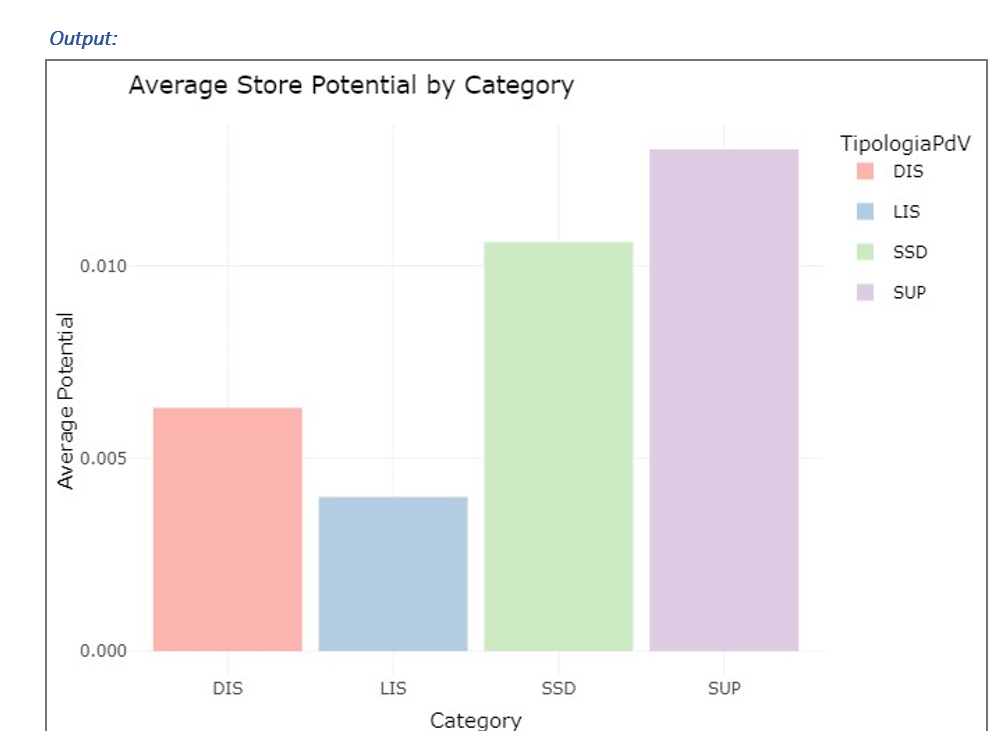 Output:
Average Store Potential by Category
TipologiaPdV
DIS
LIS
SSD
SUP
Average Potential
0.010
0.005
0.000
DIS LIS SSD SUP
Category